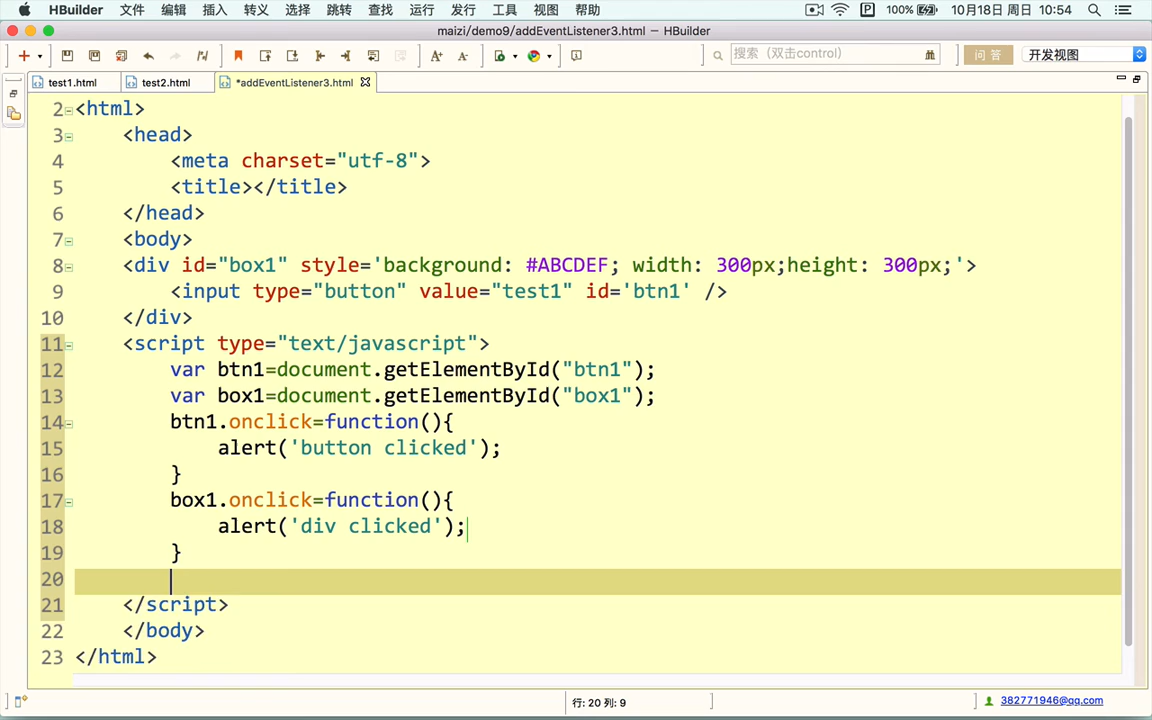 HBuilder 文件 编辑 插入 转义 选择 跳转 查找 运行 发行 工具 视图 帮助 P 100% 10月18日 周日 10:54
maizi/demo9/addEventListener3.html — HBuilder
搜索（双击control） 问 答 开发视图
test1.html test2.html *addEventListener3.html
2 <html>
3 <head>
4 <meta charset="utf-8">
5 <title></title>
6 </head>
7 <body>
8 <div id="box1" style='background: #ABCDEF; width: 300px;height: 300px;'>
9 <input type="button" value="test1" id='btn1' />
10 </div>
11 <script type="text/javascript">
12 var btn1=document.getElementById("btn1");
13 var box1=document.getElementById("box1");
14 btn1.onclick=function(){
15 alert('button clicked');
16 }
17 box1.onclick=function(){
18 alert('div clicked');
19 }
20
21 </script>
22 </body>
23 </html>
行: 20 列: 9 382771946@qq.com